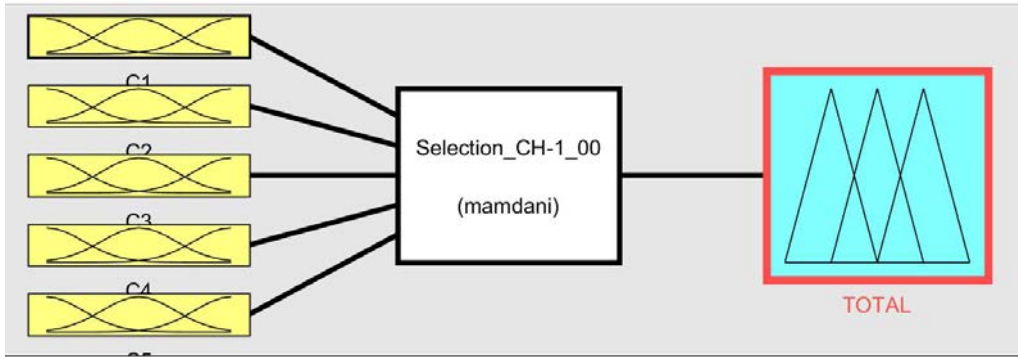 C1
C2
C3
C4
Selection_CH-1_00
(mamdani)
TOTAL